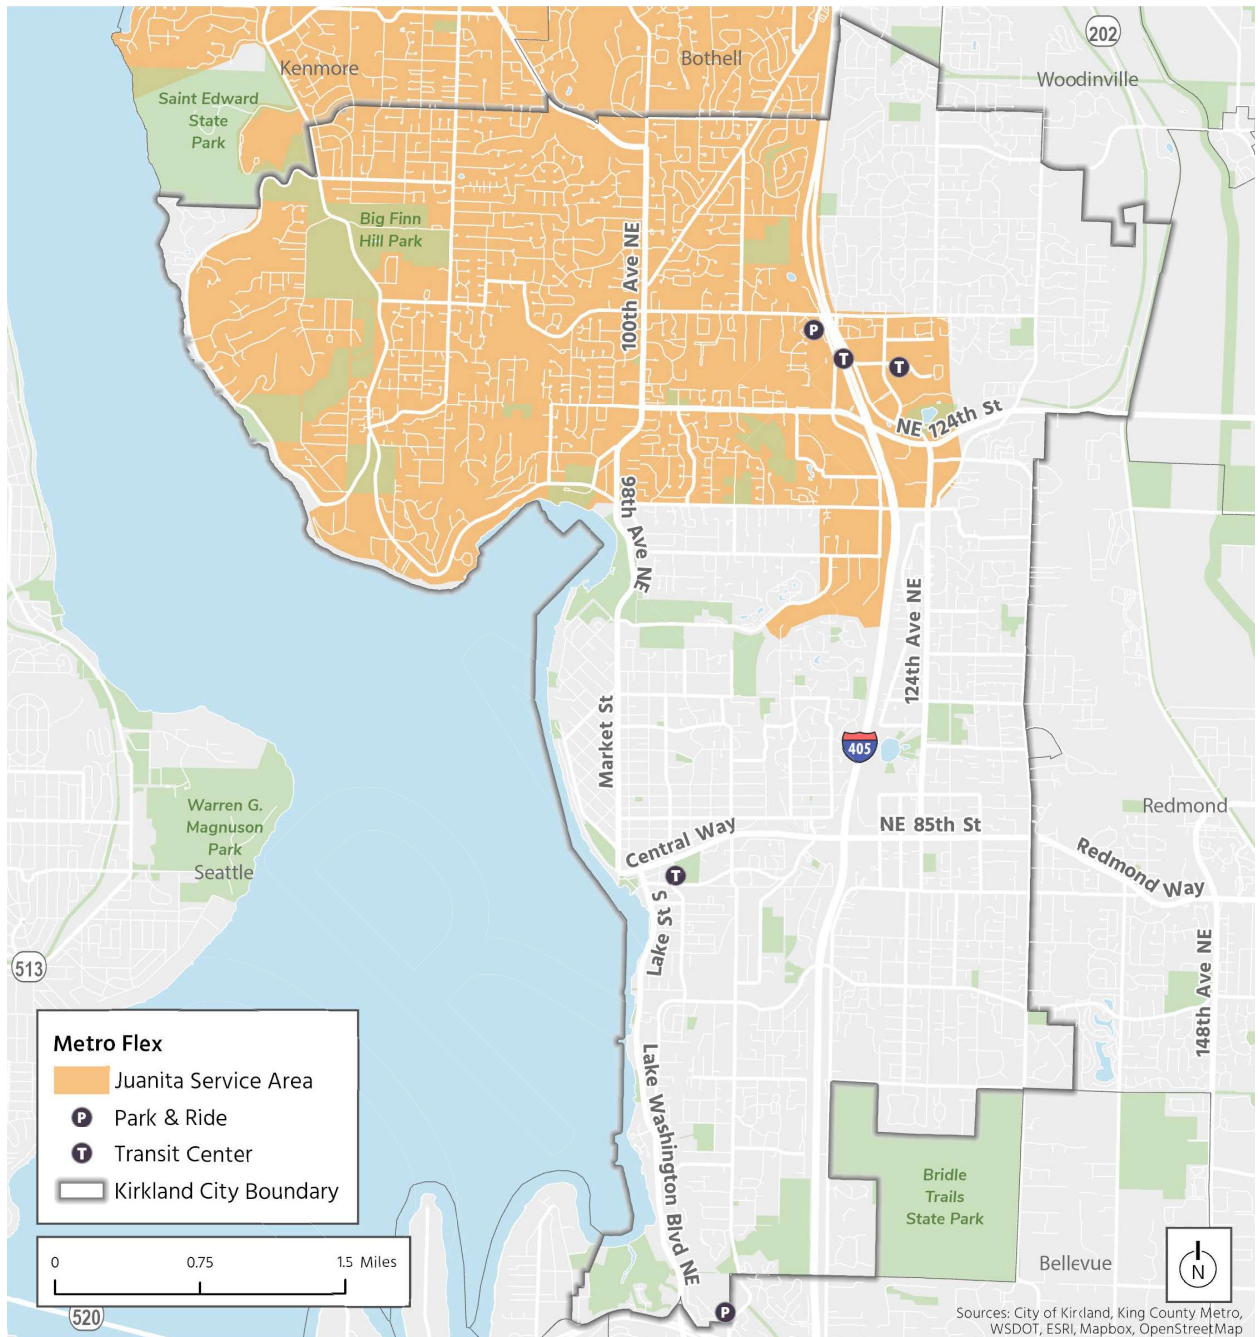 202
Kenmore
Bothell
Woodinville
Saint Edward
State
Park
Big Finn
Hill Park
100th Ave NE
P
T
T
NE 124th St
98th Ave NE
124th Ave NE
Market St
405
Redmond
Warren G.
Magnuson
Park
Seattle
Central Way
NE 85th St
Redmond Way
T
Lake St S
513
148th Ave NE
Lake Washington Blvd NE
Metro Flex
Juanita Service Area
P
Park & Ride
T
Transit Center
Kirkland City Boundary
Bridle
Trails
State Park
0 0.75 1.5 Miles
Bellevue
N
520
P
Sources: City of Kirkland, King County Metro,
WSDOT, ESRI, Mapbox, OpenStreetMap